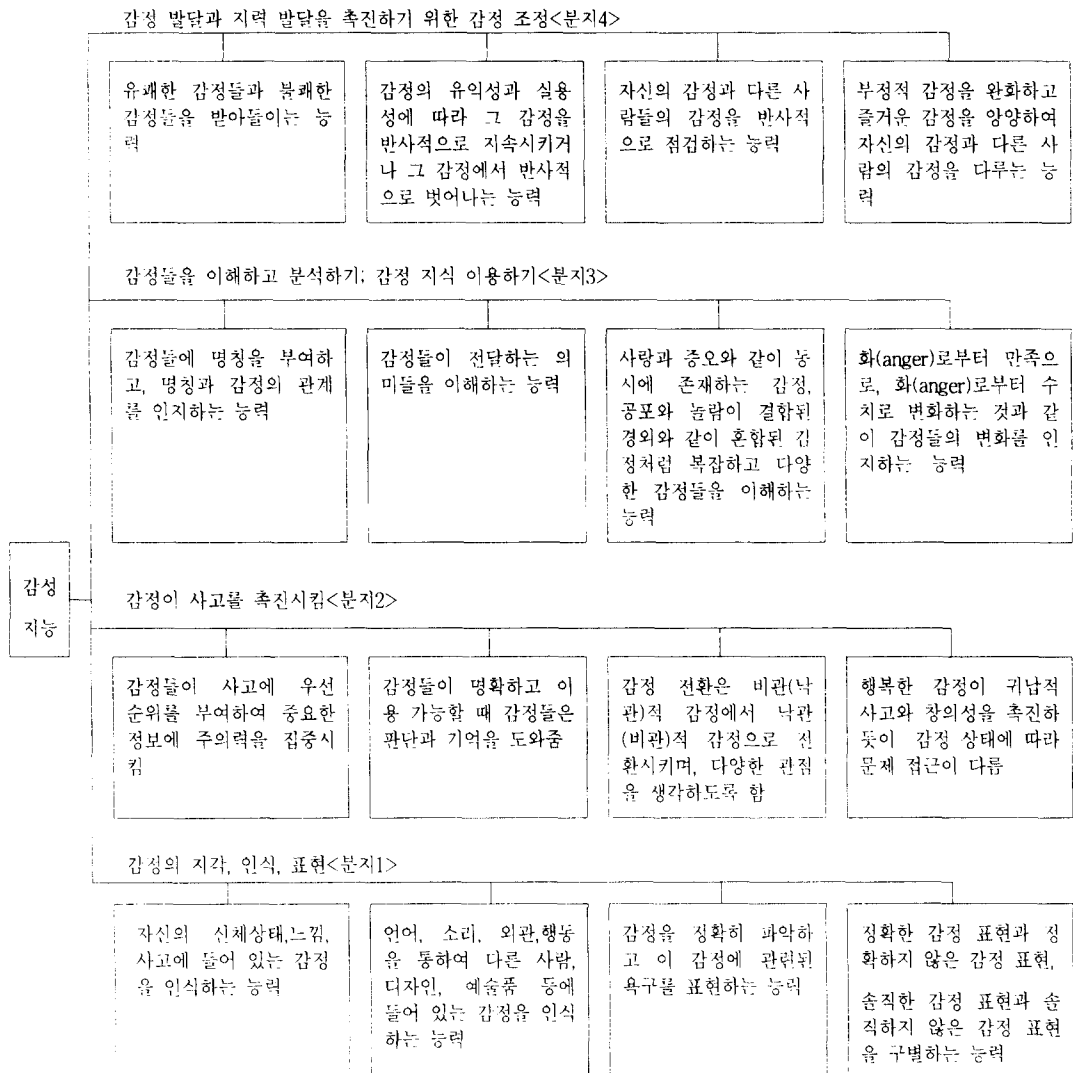 감정 발달과 지력 발달을 촉진하기 위한 감정 조정<분지4>
유쾌한 감정들과 불쾌한
감정들을 받아들이는 능
력
감정의 유익성과 실용
성에 따라 그 감정을
반사적으로 지속시키거
나 그 감정에서 반사적
으로 벗어나는 능력
자신의 감정과 다른 사
람들의 감정을 반사적
으로 점검하는 능력
부정적 감정을 완화하고
즐거운 감정을 앙양하여
자신의 감정과 다른 사
람의 감정을 다루는 능
력
감정들을 이해하고 분석하기; 감정 지식 이용하기<분지3>
감정들에 명칭을 부여하
고, 명칭과 감정의 관계
를 인지하는 능력
감정들이 전달하는 의
미들을 이해하는 능력
사랑과 증오와 같이 동
시에 존재하는 감정,
공포와 놀람이 결합된
경외와 같이 혼합된 감
정처럼 복잡하고 다양
한 감정들을 이해하는
능력
화(anger)로부터 만족으
로, 화(anger)로부터 수
치로 변화하는 것과 같
이 감정들의 변화를 인
지하는 능력
감성
지능
감정이 사고를 촉진시킴<분지2>
감정들이 사고에 우선
순위를 부여하여 중요한
정보에 주의력을 집중시
킴
감정들이 명확하고 이
용 가능할 때 감정들은
판단과 기억을 도와줌
감정 전환은 비관(낙
관)적 감정에서 낙관
(비관)적 감정으로 전
환시키며, 다양한 관점
을 생각하도록 함
행복한 감정이 귀납적
사고와 창의성을 촉진하
듯이 감정 상태에 따라
문제 접근이 다름
감정의 지각, 인식, 표현<분지1>
자신의 신체상태,느낌,
사고에 들어 있는 감정
을 인식하는 능력
언어, 소리, 외관,행동
을 통하여 다른 사람,
디자인, 예술품 등에
들어 있는 감정을 인식
하는 능력
감정을 정확히 파악하
고 이 감정에 관련된
욕구를 표현하는 능력
정확한 감정 표현과 정
확하지 않은 감정 표현,
솔직한 감정 표현과 솔
직하지 않은 감정 표현
을 구별하는 능력